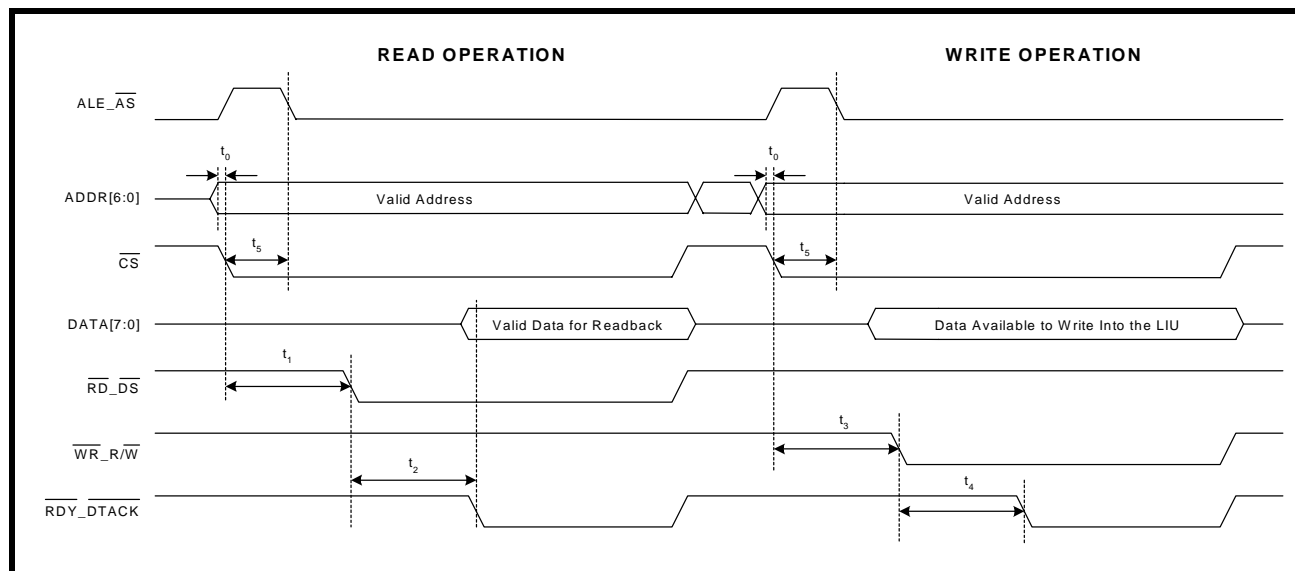 READ OPERATION WRITE OPERATION
ALE_AS
t0 t0
ADDR[6:0] Valid Address Valid Address
CS t5 t5
DATA[7:0] Valid Data for Readback Data Available to Write Into the LIU
t1
RD_DS
t3
WR_R/W
t2 t4
RDY_DTACK